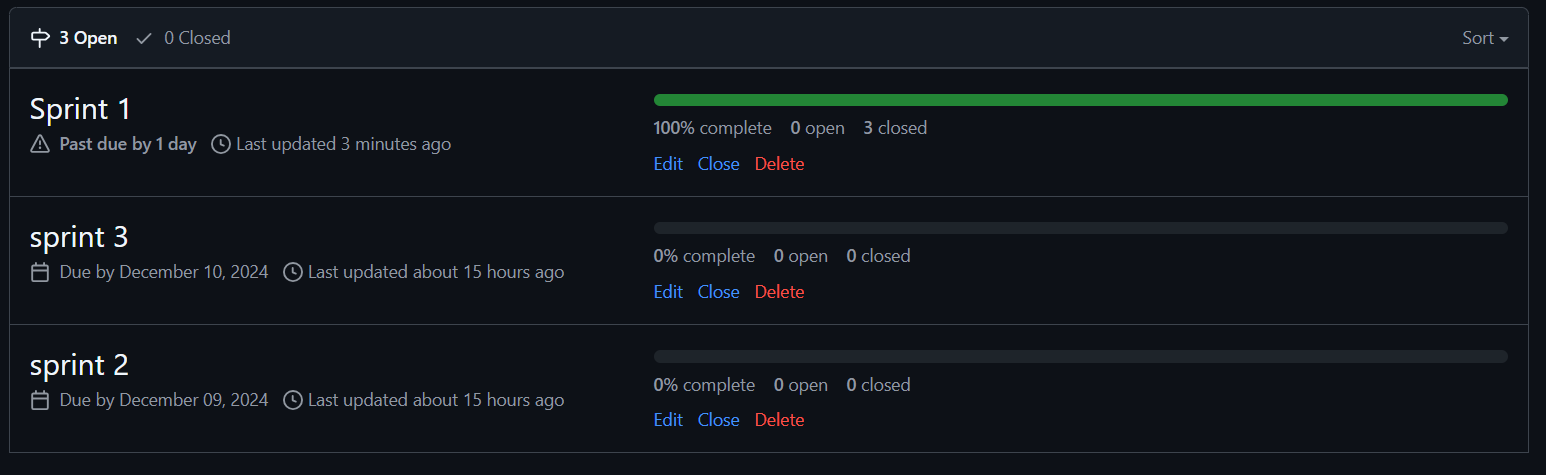 3 Open 0 Closed Sort
Sprint 1
Past due by 1 day Last updated 3 minutes ago
100% complete 0 open 3 closed
Edit Close Delete
sprint 3
Due by December 10, 2024 Last updated about 15 hours ago
0% complete 0 open 0 closed
Edit Close Delete
sprint 2
Due by December 09, 2024 Last updated about 15 hours ago
0% complete 0 open 0 closed
Edit Close Delete